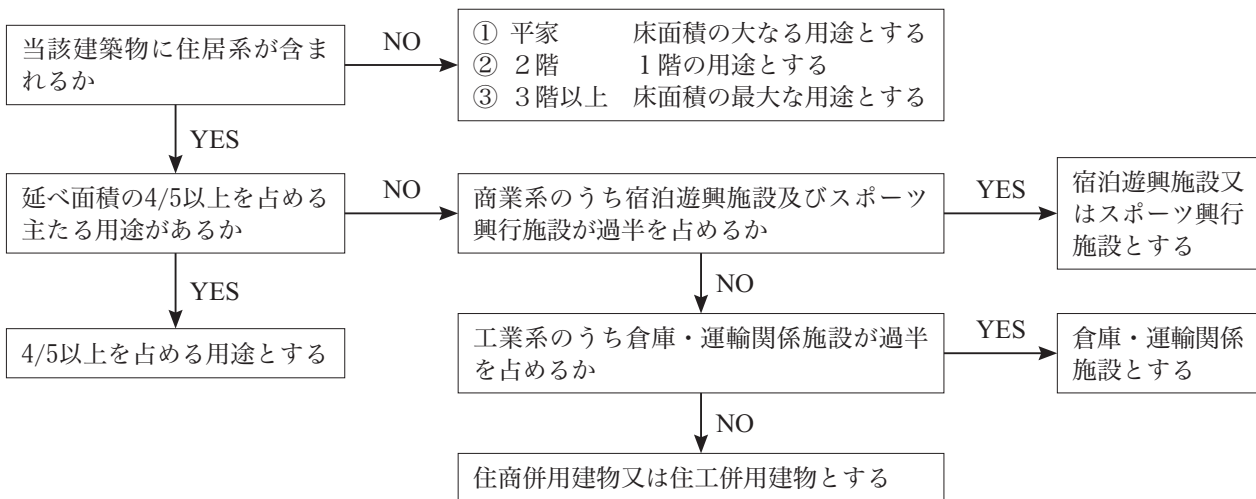 当該建築物に住居系が含ま
れるか
NO
① 平家　　　床面積の大なる用途とする
② ２階　　　１階の用途とする
③ ３階以上　床面積の最大な用途とする
YES
延べ面積の4/5以上を占める
主たる用途があるか
NO
商業系のうち宿泊遊興施設及びスポーツ
興行施設が過半を占めるか
YES
宿泊遊興施設又
はスポーツ興行
施設とする
YES
4/5以上を占める用途とする
NO
工業系のうち倉庫・運輸関係施設が過半
を占めるか
YES
倉庫・運輸関係
施設とする
NO
住商併用建物又は住工併用建物とする